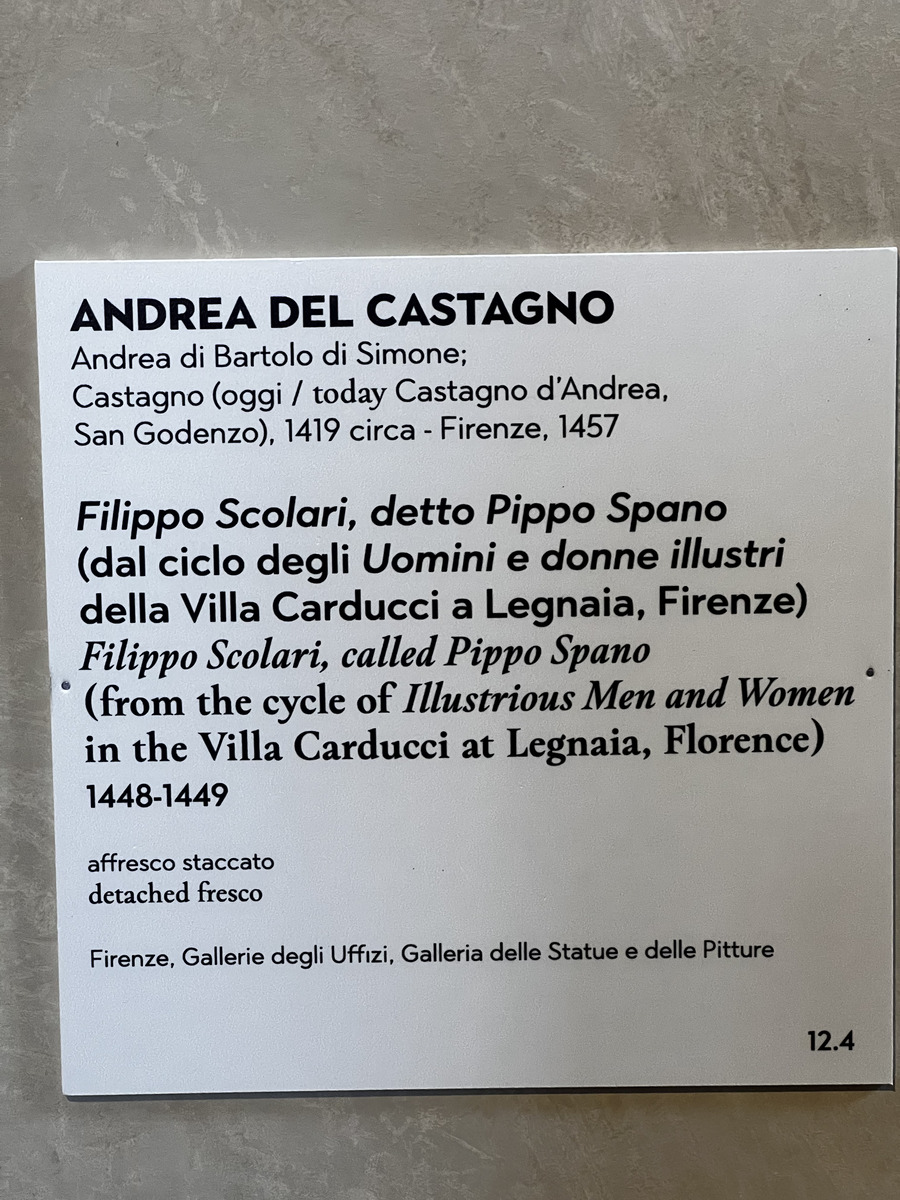 ANDREA DEL CASTAGNO
Andrea di Bartolo di Simone;
Castagno (oggi / today Castagno d'Andrea,
San Godenzo), 1419 circa - Firenze, 1457
Filippo Scolari, detto Pippo Spano
(dal ciclo degli Uomini e donne illustri
della Villa Carducci a Legnaia, Firenze)
Filippo Scolari, called Pippo Spano
(from the cycle of Illustrious Men and Women
in the Villa Carducci at Legnaia, Florence)
1448-1449
affresco staccato
detached fresco
Firenze, Gallerie degli Uffizi, Galleria delle Statue e delle Pitture
12.4